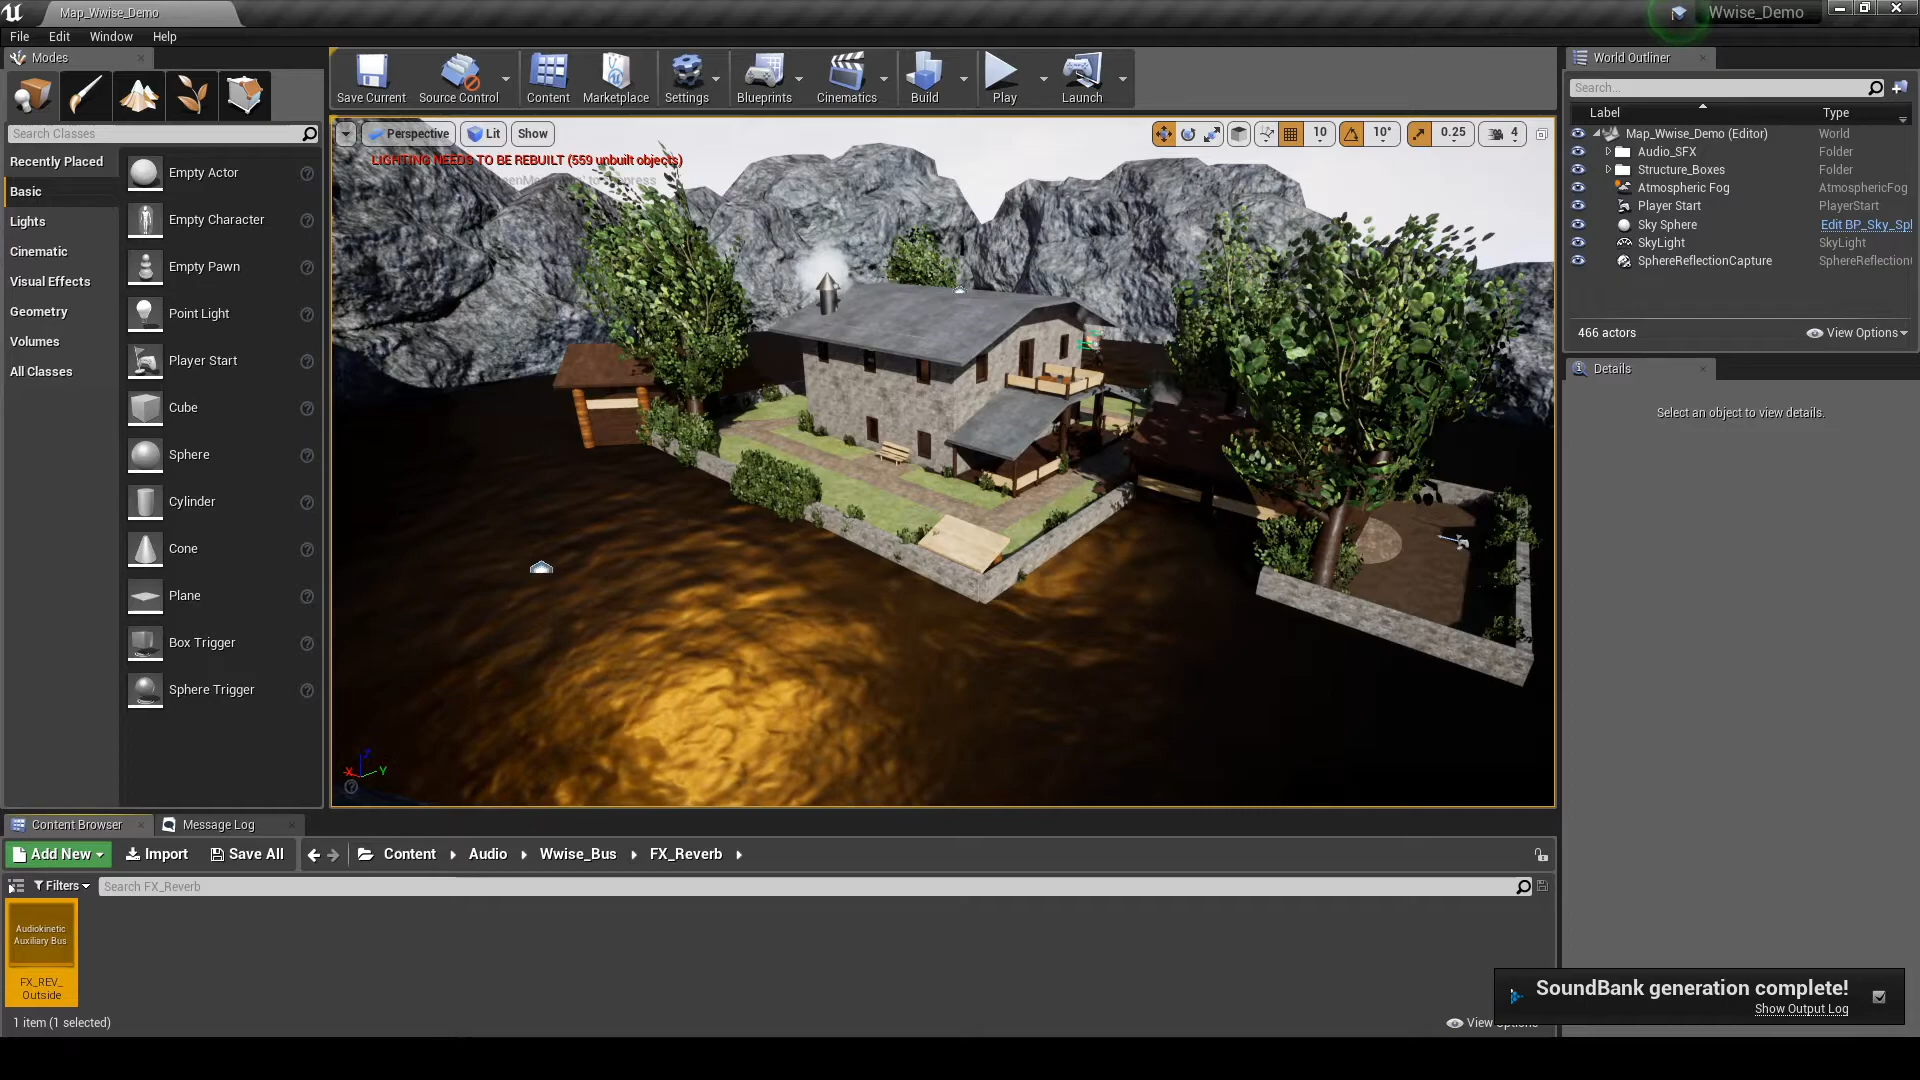 Map_Wwise_Demo
Wwise_Demo
File Edit Window Help
Modes
Search Classes
Recently Placed
Basic
Lights
Cinematic
Visual Effects
Geometry
Volumes
All Classes
Empty Actor
Empty Character
Empty Pawn
Point Light
Player Start
Cube
Sphere
Cylinder
Cone
Plane
Box Trigger
Sphere Trigger
Save Current Source Control Content Marketplace Settings Blueprints Cinematics Build Play Launch
Perspective Lit Show
10 10° 0.25 4
LIGHTING NEEDS TO BE REBUILT (559 unbuilt objects)
X Y Z
World Outliner
Search...
Label Type
Map_Wwise_Demo (Editor) World
Audio_SFX Folder
Structure_Boxes Folder
Atmospheric Fog AtmosphericFog
Player Start PlayerStart
Sky Sphere Edit BP_Sky_Spl
SkyLight SkyLight
SphereReflectionCapture SphereReflection
466 actors View Options
Details
Select an object to view details.
Content Browser Message Log
Add New Import Save All Content Audio Wwise_Bus FX_Reverb
Filters Search FX_Reverb
Audiokinetic
Auxiliary Bus
FX_REV_
Outside
1 item (1 selected)
View Options
SoundBank generation complete!
Show Output Log